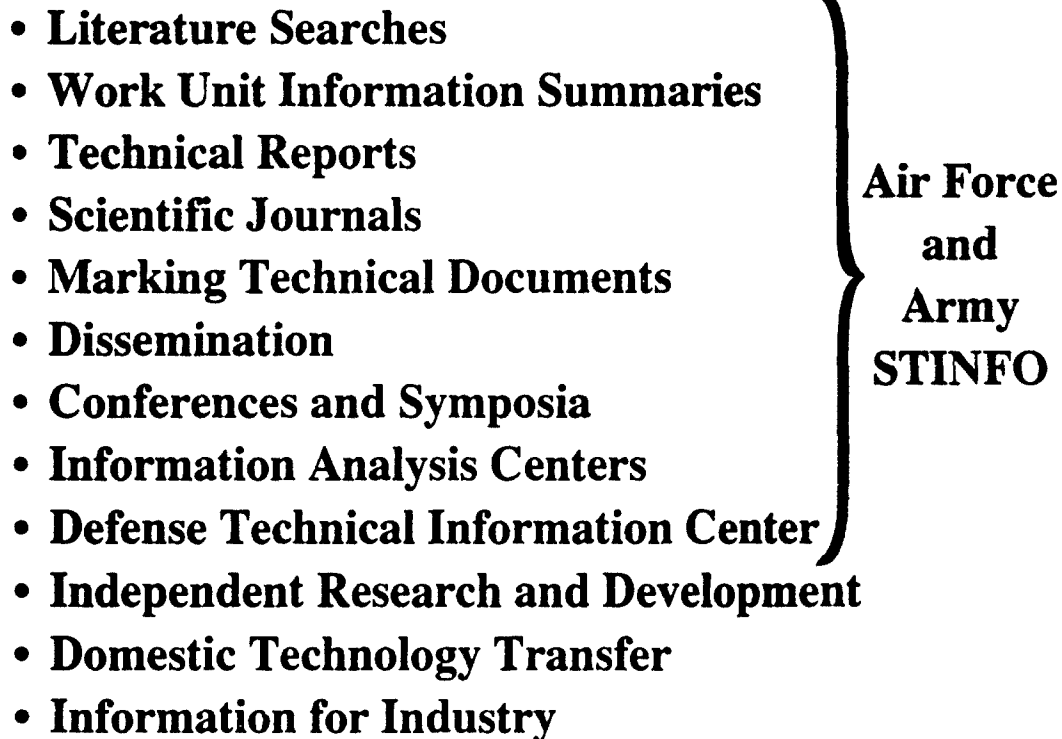 • Literature Searches
• Work Unit Information Summaries
• Technical Reports
• Scientific Journals
• Marking Technical Documents
• Dissemination
• Conferences and Symposia
• Information Analysis Centers
• Defense Technical Information Center
• Independent Research and Development
• Domestic Technology Transfer
• Information for Industry
Air Force
and
Army
STINFO